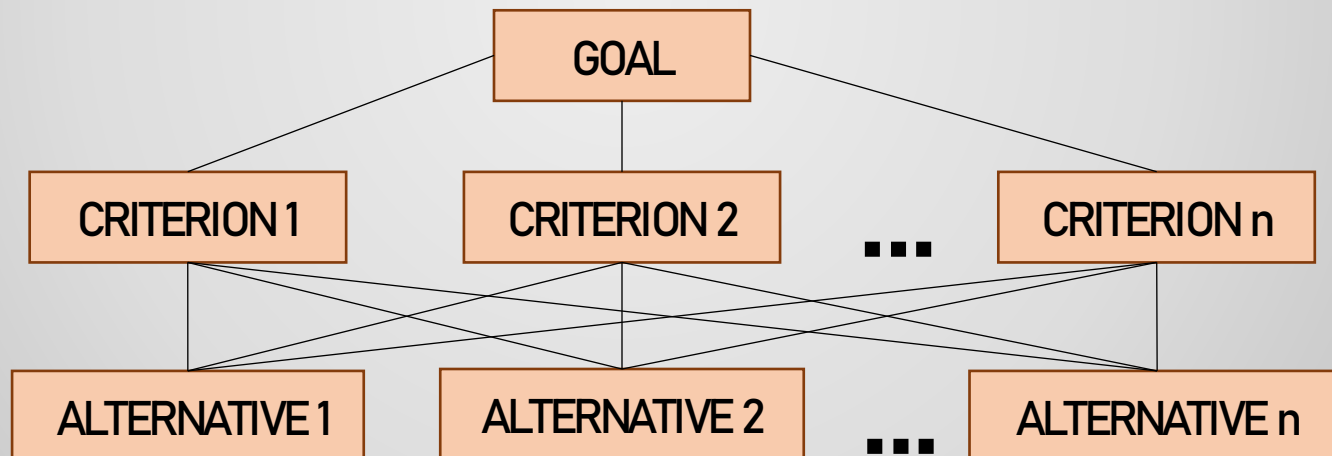 GOAL
CRITERION 1
CRITERION 2
...
CRITERION n
ALTERNATIVE 1
ALTERNATIVE 2
...
ALTERNATIVE n